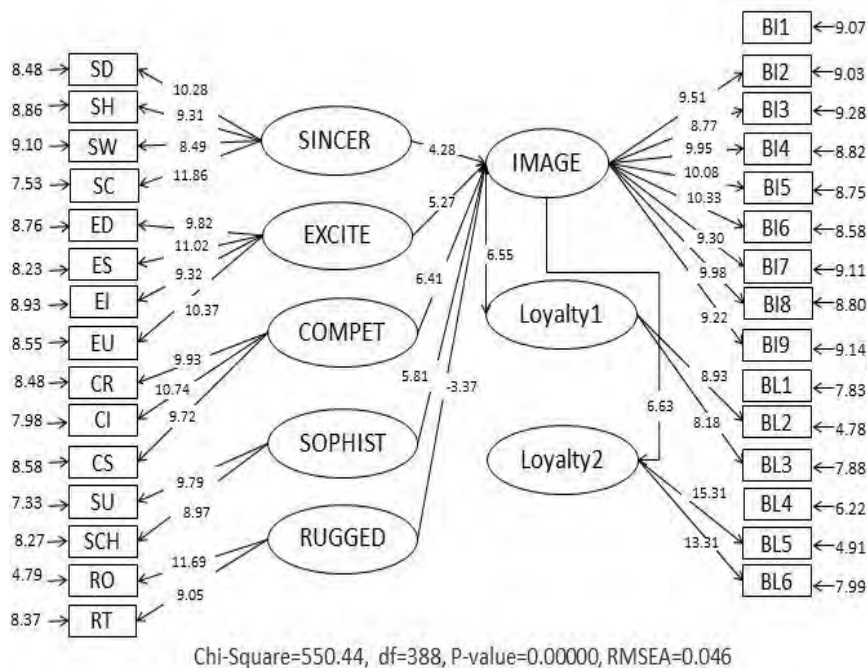 8.48 SD
8.86 SH
9.10 SW
7.53 SC
8.76 ED
8.23 ES
8.93 EI
8.55 EU
8.48 CR
7.98 CI
8.58 CS
7.33 SU
8.27 SCH
4.79 RO
8.37 RT
10.28
9.31
8.49
11.86
9.82
11.02
9.32
10.37
9.93
10.74
9.72
9.79
8.97
11.69
9.05
SINCER
EXCITE
COMPET
SOPHIST
RUGGED
4.28
5.27
6.41
5.81
-3.37
IMAGE
6.55
Loyalty1
6.63
Loyalty2
9.51
8.77
9.95
10.08
10.33
9.30
9.98
9.22
8.93
8.18
15.31
13.31
BI1 9.07
BI2 9.03
BI3 9.28
BI4 8.82
BI5 8.75
BI6 8.58
BI7 9.11
BI8 8.80
BI9 9.14
BL1 7.83
BL2 4.78
BL3 7.88
BL4 6.22
BL5 4.91
BL6 7.99
Chi-Square=550.44, df=388, P-value=0.00000, RMSEA=0.046